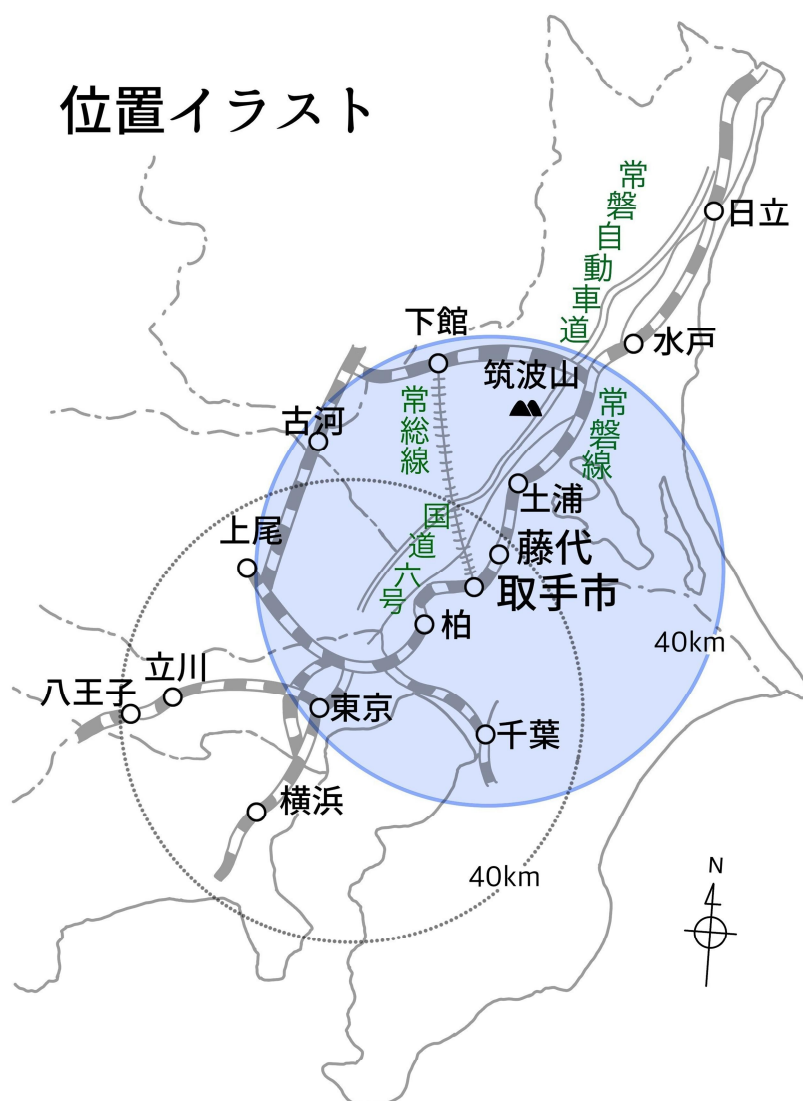 位置イラスト
常磐自動車道
日立
下館
水戸
筑波山
常総線
常磐線
古河
土浦
国道六号
上尾
藤代
取手市
柏
40km
立川
八王子
東京
千葉
横浜
40km
N